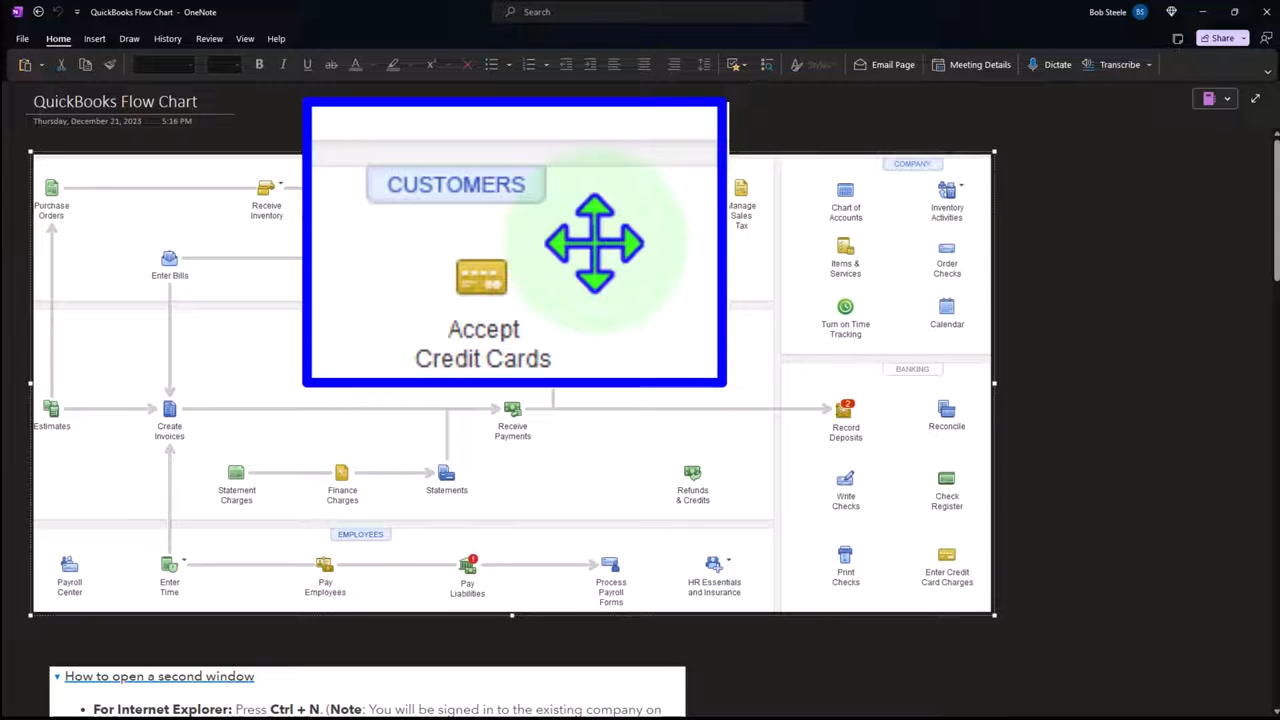 QuickBooks Flow Chart - OneNote
Search
Bob Steele BS
File Home Insert Draw History Review View Help
Share
Email Page Meeting Details Dictate Transcribe
QuickBooks Flow Chart
Thursday, December 21, 2023 5:16 PM
COMPANY
CUSTOMERS
Accept
Credit Cards
Purchase
Orders
Receive
Inventory
Manage
Sales
Tax
Chart of
Accounts
Inventory
Activities
Enter Bills
Items &
Services
Order
Checks
Turn on Time
Tracking
Calendar
BANKING
Estimates
Create
Invoices
Receive
Payments
2
Record
Deposits
Reconcile
Statement
Charges
Finance
Charges
Statements
Refunds
& Credits
Write
Checks
Check
Register
EMPLOYEES
Payroll
Center
Enter
Time
Pay
Employees
Pay
Liabilities
Process
Payroll
Forms
HR Essentials
and Insurance
Print
Checks
Enter Credit
Card Charges
How to open a second window
• For Internet Explorer: Press Ctrl + N. (Note: You will be signed in to the existing company on